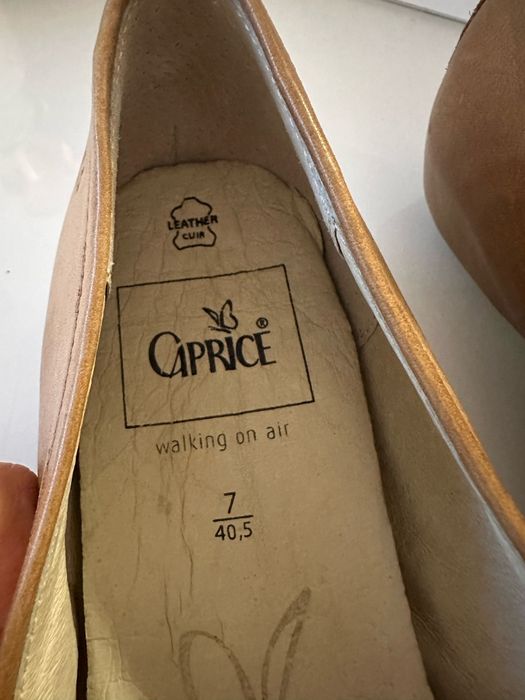 LEATHER
CUIR
CAPRICE®
walking on air
7
40,5